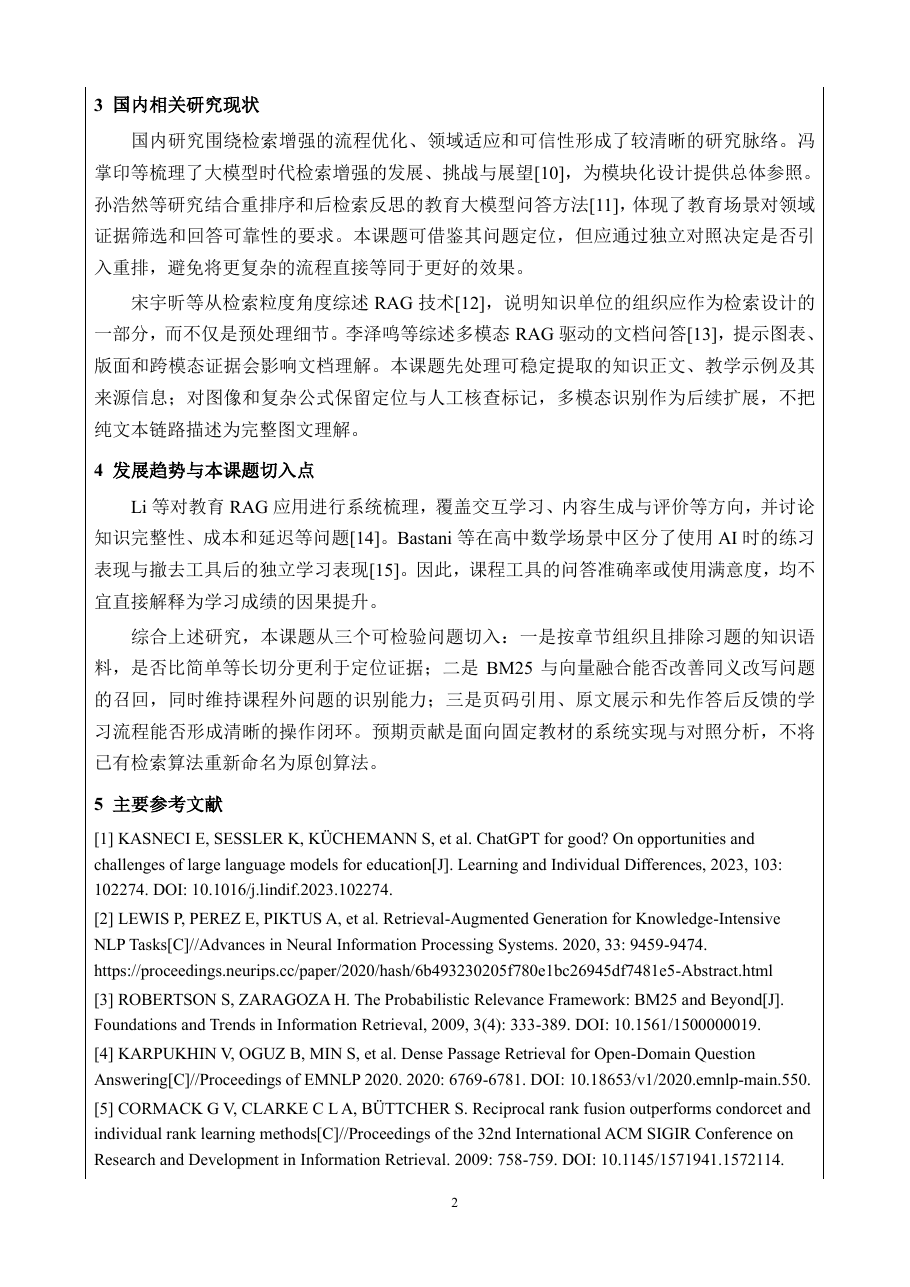 3 国内相关研究现状
国内研究围绕检索增强的流程优化、领域适应和可信性形成了较清晰的研究脉络。冯
掌印等梳理了大模型时代检索增强的发展、挑战与展望[10]，为模块化设计提供总体参照。
孙浩然等研究结合重排序和后检索反思的教育大模型问答方法[11]，体现了教育场景对领域
证据筛选和回答可靠性的要求。本课题可借鉴其问题定位，但应通过独立对照决定是否引
入重排，避免将更复杂的流程直接等同于更好的效果。
宋宇昕等从检索粒度角度综述 RAG 技术[12]，说明知识单位的组织应作为检索设计的
一部分，而不仅是预处理细节。李泽鸣等综述多模态 RAG 驱动的文档问答[13]，提示图表、
版面和跨模态证据会影响文档理解。本课题先处理可稳定提取的知识正文、教学示例及其
来源信息；对图像和复杂公式保留定位与人工核查标记，多模态识别作为后续扩展，不把
纯文本链路描述为完整图文理解。
4 发展趋势与本课题切入点
Li 等对教育 RAG 应用进行系统梳理，覆盖交互学习、内容生成与评价等方向，并讨论
知识完整性、成本和延迟等问题[14]。Bastani 等在高中数学场景中区分了使用 AI 时的练习
表现与撤去工具后的独立学习表现[15]。因此，课程工具的问答准确率或使用满意度，均不
宜直接解释为学习成绩的因果提升。
综合上述研究，本课题从三个可检验问题切入：一是按章节组织且排除习题的知识语
料，是否比简单等长切分更利于定位证据；二是 BM25 与向量融合能否改善同义改写问题
的召回，同时维持课程外问题的识别能力；三是页码引用、原文展示和先作答后反馈的学
习流程能否形成清晰的操作闭环。预期贡献是面向固定教材的系统实现与对照分析，不将
已有检索算法重新命名为原创算法。
5 主要参考文献
[1] KASNECI E, SESSLER K, KÜCHEMANN S, et al. ChatGPT for good? On opportunities and
challenges of large language models for education[J]. Learning and Individual Differences, 2023, 103:
102274. DOI: 10.1016/j.lindif.2023.102274.
[2] LEWIS P, PEREZ E, PIKTUS A, et al. Retrieval-Augmented Generation for Knowledge-Intensive
NLP Tasks[C]//Advances in Neural Information Processing Systems. 2020, 33: 9459-9474.
https://proceedings.neurips.cc/paper/2020/hash/6b493230205f780e1bc26945df7481e5-Abstract.html
[3] ROBERTSON S, ZARAGOZA H. The Probabilistic Relevance Framework: BM25 and Beyond[J].
Foundations and Trends in Information Retrieval, 2009, 3(4): 333-389. DOI: 10.1561/1500000019.
[4] KARPUKHIN V, OGUZ B, MIN S, et al. Dense Passage Retrieval for Open-Domain Question
Answering[C]//Proceedings of EMNLP 2020. 2020: 6769-6781. DOI: 10.18653/v1/2020.emnlp-main.550.
[5] CORMACK G V, CLARKE C L A, BÜTTCHER S. Reciprocal rank fusion outperforms condorcet and
individual rank learning methods[C]//Proceedings of the 32nd International ACM SIGIR Conference on
Research and Development in Information Retrieval. 2009: 758-759. DOI: 10.1145/1571941.1572114.
2